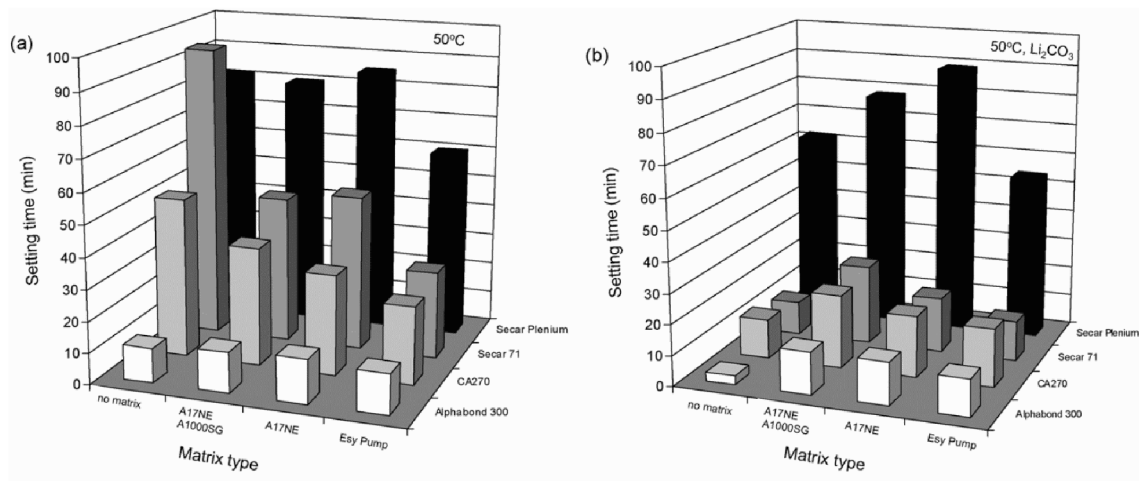 (a)
50°C
100
90
80
70
60
50
40
30
20
10
0
Setting time (min)
no matrix
A17NE
A1000SG
A17NE
Esy Pump
Matrix type
Secar Plenium
Secar 71
CA270
Alphabond 300
(b)
50°C, Li₂CO₃
100
90
80
70
60
50
40
30
20
10
0
Setting time (min)
no matrix
A17NE
A1000SG
A17NE
Esy Pump
Matrix type
Secar Plenium
Secar 71
CA270
Alphabond 300